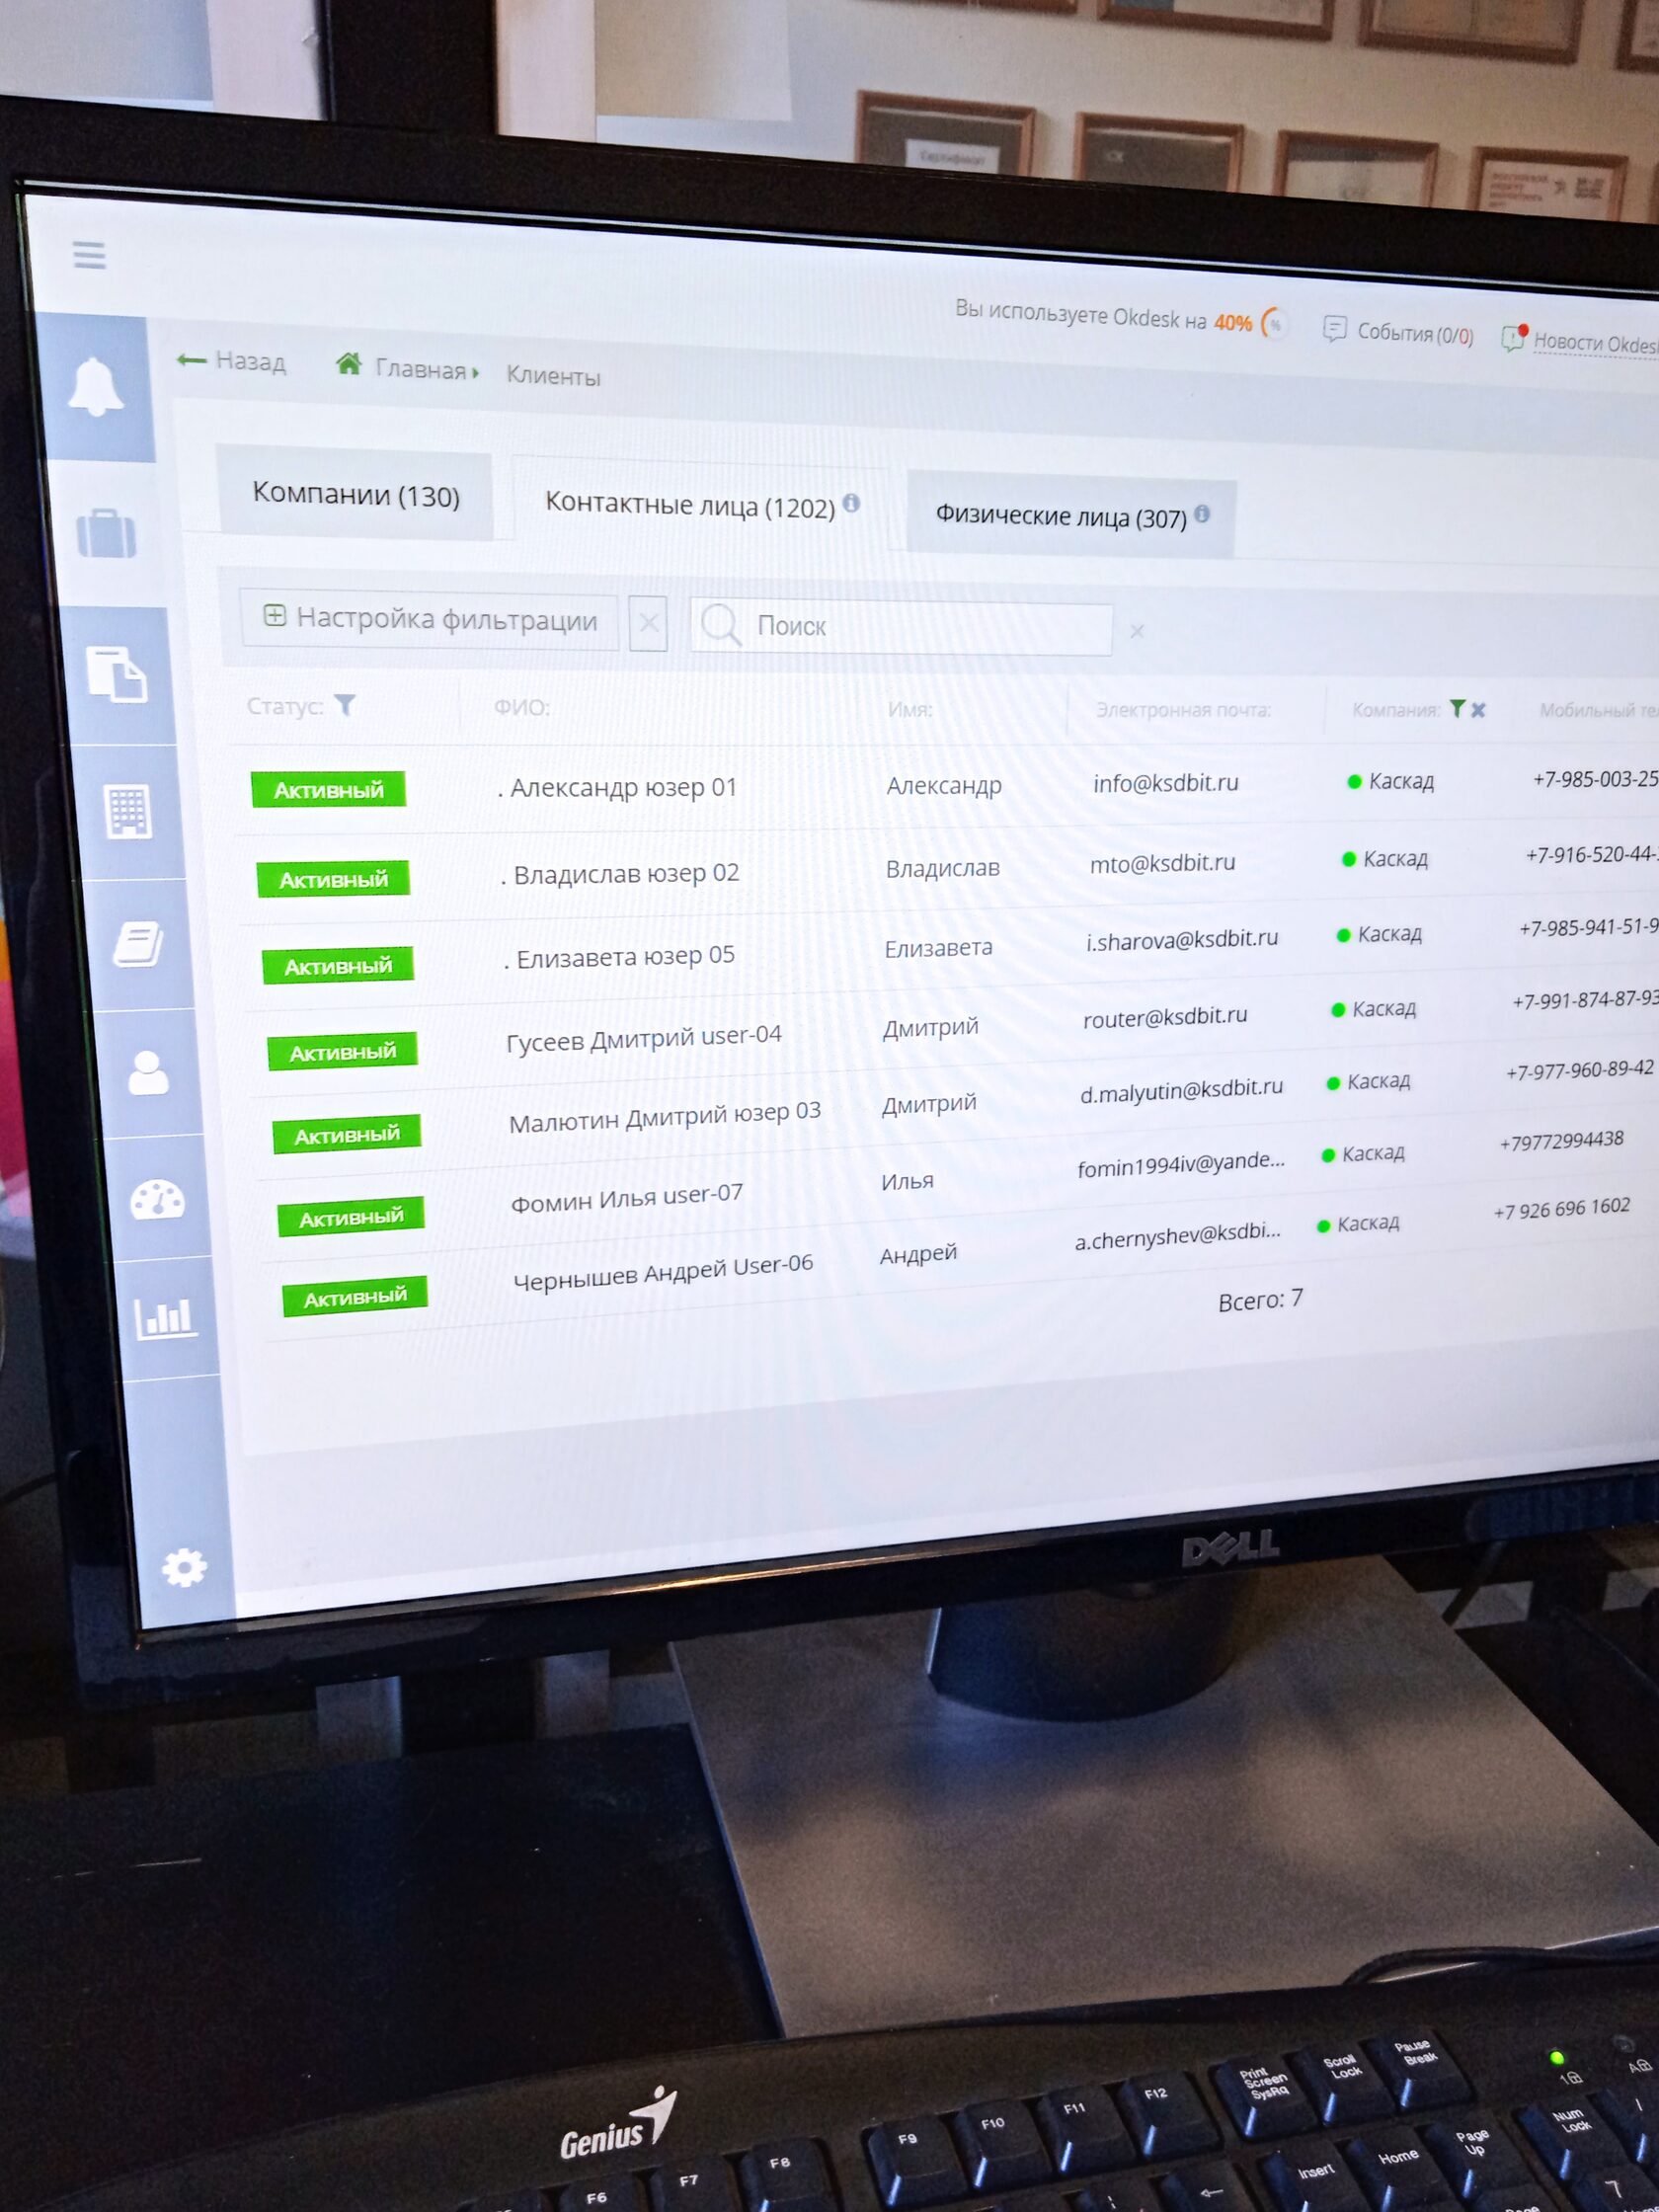 Сертификат
Вы используете Okdesk на 40% %
События (0/0)
Новости Okdes
Назад Главная Клиенты
Компании (130) Контактные лица (1202) Физические лица (307)
Настройка фильтрации Поиск
Статус: ФИО: Имя: Электронная почта: Компания: Мобильный те
Активный . Александр юзер 01 Александр info@ksdbit.ru Каскад +7-985-003-25
Активный . Владислав юзер 02 Владислав mto@ksdbit.ru Каскад +7-916-520-44-
Активный . Елизавета юзер 05 Елизавета i.sharova@ksdbit.ru Каскад +7-985-941-51-9
Активный Гусеев Дмитрий user-04 Дмитрий router@ksdbit.ru Каскад +7-991-874-87-93
Активный Малютин Дмитрий юзер 03 Дмитрий d.malyutin@ksdbit.ru Каскад +7-977-960-89-42
Активный Фомин Илья user-07 Илья fomin1994iv@yande... Каскад +79772994438
Активный Чернышев Андрей User-06 Андрей a.chernyshev@ksdbi... Каскад +7 926 696 1602
Всего: 7
DELL
Genius
F6 F7 F8 F9 F10 F11 F12
Print Screen SysRq
Scroll Lock
Pause Break
Insert Home Page Up
Num Lock
7